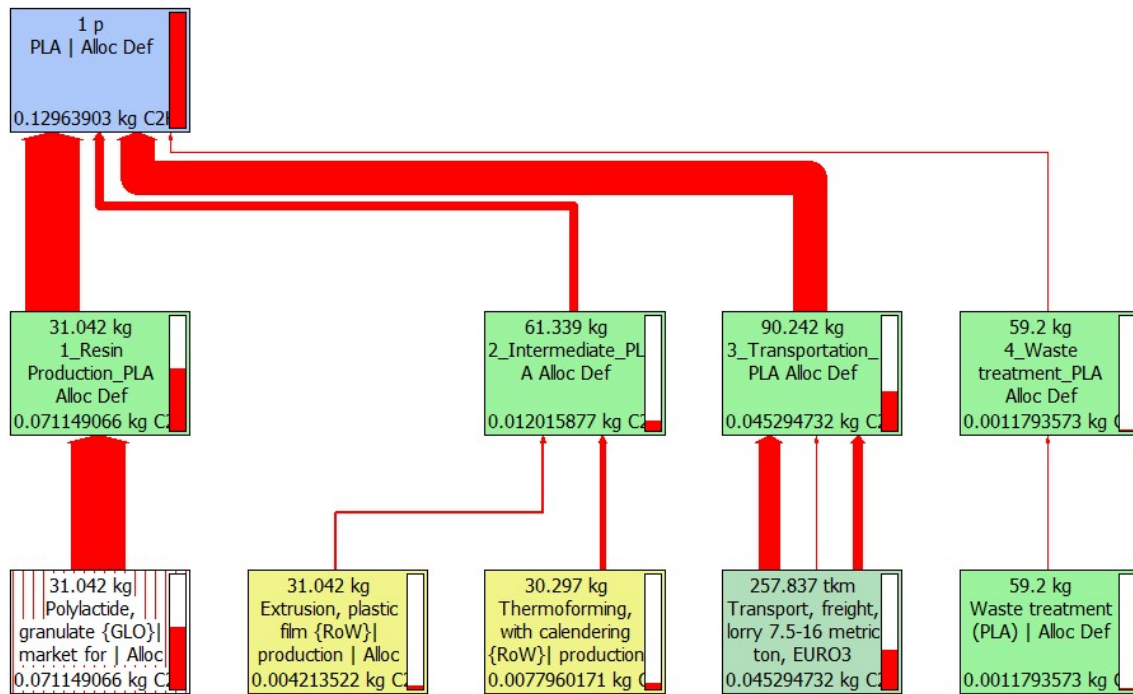 1 p
PLA | Alloc Def
0.12963903 kg C2H
31.042 kg
1_Resin
Production_PLA
Alloc Def
0.071149066 kg C2
61.339 kg
2_Intermediate_PL
A Alloc Def
0.012015877 kg C2
90.242 kg
3_Transportation_
PLA Alloc Def
0.045294732 kg C2
59.2 kg
4_Waste
treatment_PLA
Alloc Def
0.0011793573 kg C
31.042 kg
Polylactide,
granulate {GLO}|
market for | Alloc
0.071149066 kg C2
31.042 kg
Extrusion, plastic
film {RoW}|
production | Alloc
0.004213522 kg C2
30.297 kg
Thermoforming,
with calendering
{RoW}| production
0.0077960171 kg C
257.837 tkm
Transport, freight,
lorry 7.5-16 metric
ton, EURO3
0.045294732 kg C2
59.2 kg
Waste treatment
(PLA) | Alloc Def
0.0011793573 kg C